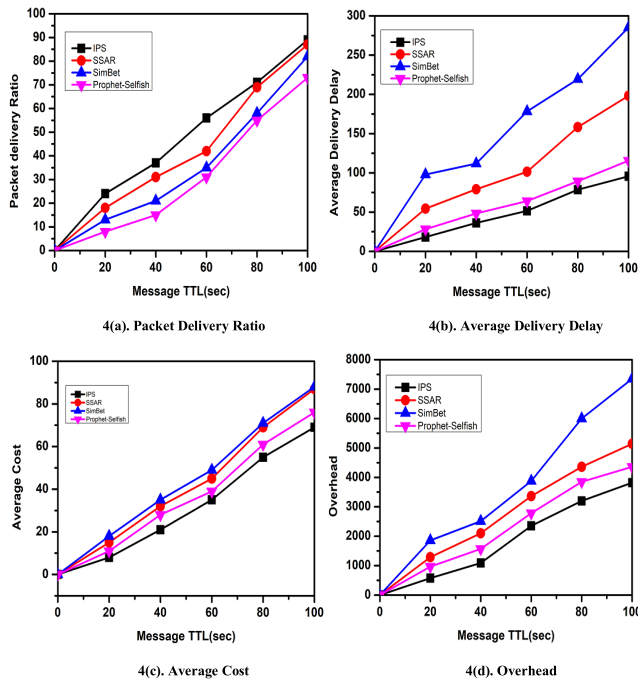 Packet delivery Ratio
100
90
80
70
60
50
40
30
20
10
0
IPS
SSAR
SimBet
Prophet-Selfish
0 20 40 60 80 100
Message TTL(sec)
4(a). Packet Delivery Ratio
Average Delivery Delay
300
250
200
150
100
50
0
IPS
SSAR
SimBet
Prophet-Selfish
0 20 40 60 80 100
Message TTL(sec)
4(b). Average Delivery Delay
Average Cost
100
80
60
40
20
0
IPS
SSAR
SimBet
Prophet-Selfish
0 20 40 60 80 100
Message TTL(sec)
4(c). Average Cost
Overhead
8000
7000
6000
5000
4000
3000
2000
1000
0
IPS
SSAR
SimBet
Prophet-Selfish
0 20 40 60 80 100
Message TTL(sec)
4(d). Overhead